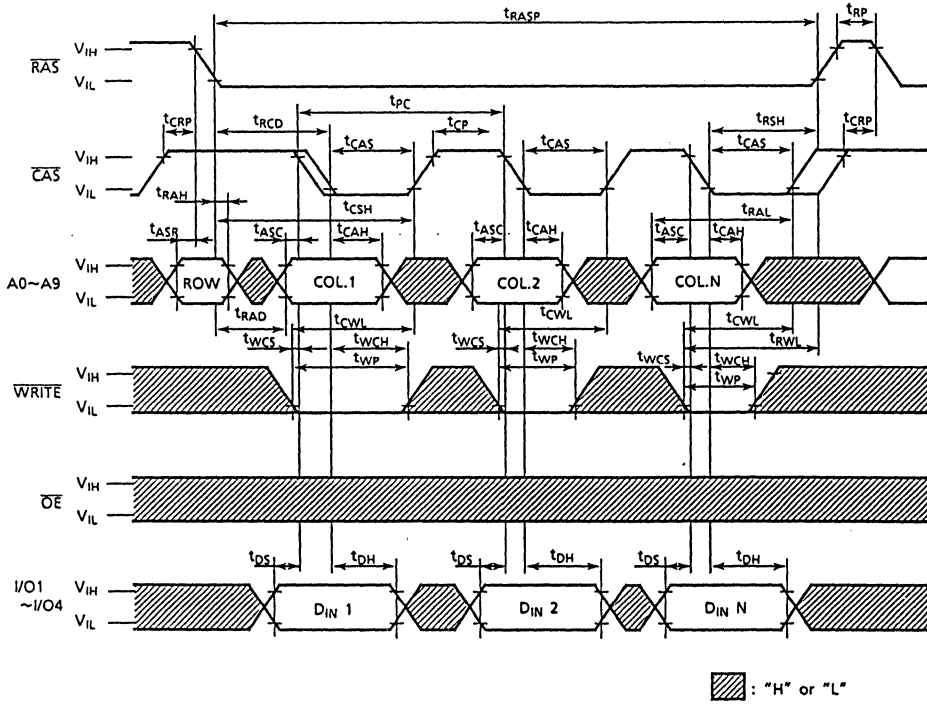 tRASP tRP
RAS VIH
VIL
tPC
tCRP tRCD tCAS tCP tCAS tRSH tCAS tCRP
CAS VIH
VIL
tRAH tCSH tRAL
tASR tASC tCAH tASC tCAH tASC tCAH
A0~A9 VIH
VIL
ROW COL.1 COL.2 COL.N
tRAD tCWL tCWL tCWL
tRWL
tWCS tWCH tWCS tWCH tWCS tWCH
tWP tWP tWP
WRITE VIH
VIL
OE VIH
VIL
tDS tDH tDS tDH tDS tDH
I/O1
~I/O4
VIH
VIL
DIN 1 DIN 2 DIN N
: "H" or "L"